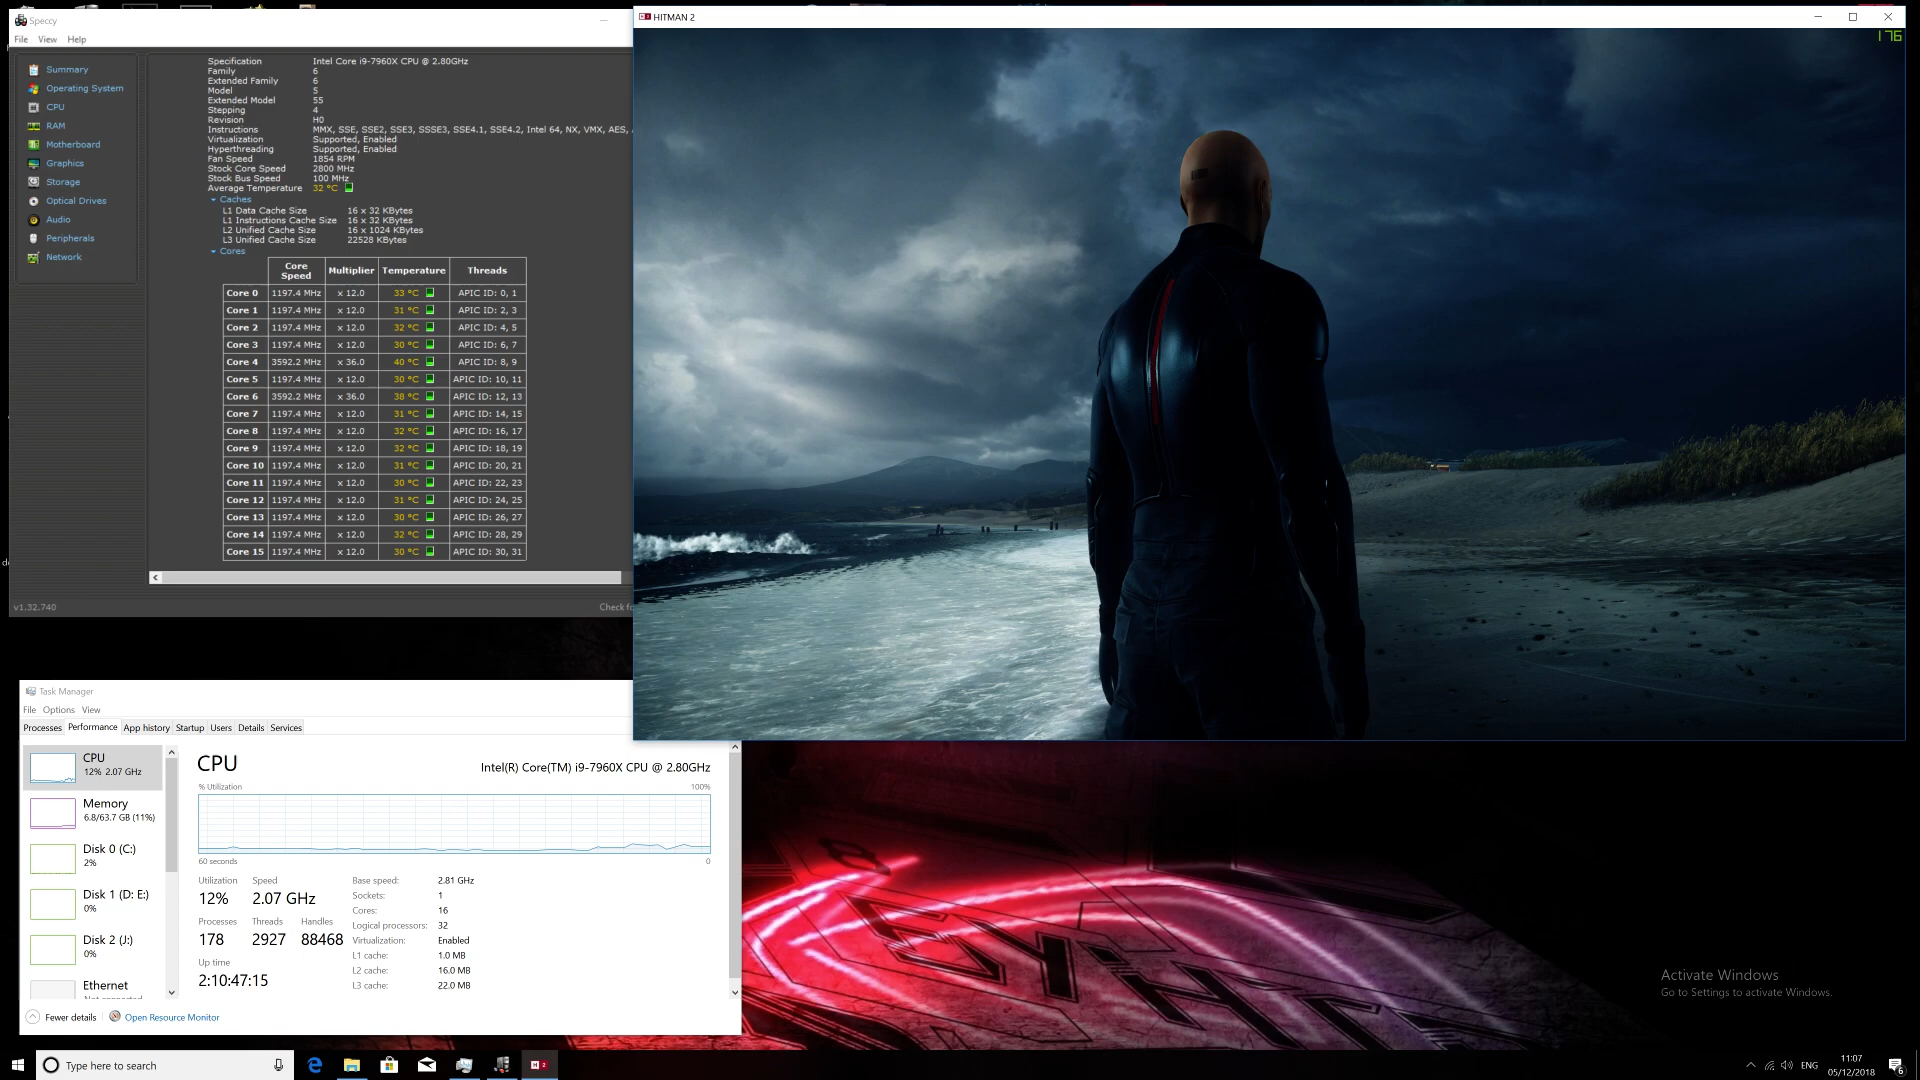 Speccy
File View Help
Summary
Operating System
CPU
RAM
Motherboard
Graphics
Storage
Optical Drives
Audio
Peripherals
Network
Specification Intel Core i9-7960X CPU @ 2.80GHz
Family 6
Extended Family 6
Model 5
Extended Model 55
Stepping 4
Revision H0
Instructions MMX, SSE, SSE2, SSE3, SSSE3, SSE4.1, SSE4.2, Intel 64, NX, VMX, AES,
Virtualization Supported, Enabled
Hyperthreading Supported, Enabled
Fan Speed 1854 RPM
Stock Core Speed 2800 MHz
Stock Bus Speed 100 MHz
Average Temperature 32 °C
Caches
L1 Data Cache Size 16 x 32 KBytes
L1 Instructions Cache Size 16 x 32 KBytes
L2 Unified Cache Size 16 x 1024 KBytes
L3 Unified Cache Size 22528 KBytes
Cores
Core Speed Multiplier Temperature Threads
Core 0 1197.4 MHz x 12.0 33 °C APIC ID: 0, 1
Core 1 1197.4 MHz x 12.0 31 °C APIC ID: 2, 3
Core 2 1197.4 MHz x 12.0 32 °C APIC ID: 4, 5
Core 3 1197.4 MHz x 12.0 30 °C APIC ID: 6, 7
Core 4 3592.2 MHz x 36.0 40 °C APIC ID: 8, 9
Core 5 1197.4 MHz x 12.0 30 °C APIC ID: 10, 11
Core 6 3592.2 MHz x 36.0 38 °C APIC ID: 12, 13
Core 7 1197.4 MHz x 12.0 31 °C APIC ID: 14, 15
Core 8 1197.4 MHz x 12.0 32 °C APIC ID: 16, 17
Core 9 1197.4 MHz x 12.0 32 °C APIC ID: 18, 19
Core 10 1197.4 MHz x 12.0 31 °C APIC ID: 20, 21
Core 11 1197.4 MHz x 12.0 30 °C APIC ID: 22, 23
Core 12 1197.4 MHz x 12.0 31 °C APIC ID: 24, 25
Core 13 1197.4 MHz x 12.0 30 °C APIC ID: 26, 27
Core 14 1197.4 MHz x 12.0 32 °C APIC ID: 28, 29
Core 15 1197.4 MHz x 12.0 30 °C APIC ID: 30, 31
v1.32.740 Check fo
HITMAN 2
176
Task Manager
File Options View
Processes Performance App history Startup Users Details Services
CPU
12% 2.07 GHz
Memory
6.8/63.7 GB (11%)
Disk 0 (C:)
2%
Disk 1 (D: E:)
0%
Disk 2 (J:)
0%
Ethernet
Not connected
CPU Intel(R) Core(TM) i9-7960X CPU @ 2.80GHz
% Utilization 100%
60 seconds 0
Utilization Speed
12% 2.07 GHz
Processes Threads Handles
178 2927 88468
Up time
2:10:47:15
Base speed: 2.81 GHz
Sockets: 1
Cores: 16
Logical processors: 32
Virtualization: Enabled
L1 cache: 1.0 MB
L2 cache: 16.0 MB
L3 cache: 22.0 MB
Fewer details Open Resource Monitor
Activate Windows
Go to Settings to activate Windows.
Type here to search
ENG
11:07
05/12/2018
6